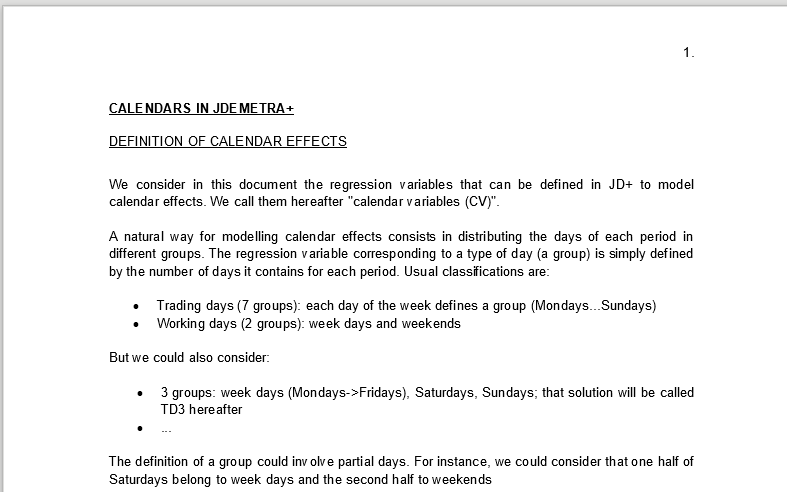 1.
CALENDARS IN JDEMETRA+
DEFINITION OF CALENDAR EFFECTS
We consider in this document the regression variables that can be defined in JD+ to model
calendar effects. We call them hereafter "calendar variables (CV)".
A natural way for modelling calendar effects consists in distributing the days of each period in
different groups. The regression variable corresponding to a type of day (a group) is simply defined
by the number of days it contains for each period. Usual classifications are:
• Trading days (7 groups): each day of the week defines a group (Mondays...Sundays)
• Working days (2 groups): week days and weekends
But we could also consider:
• 3 groups: week days (Mondays->Fridays), Saturdays, Sundays; that solution will be called
TD3 hereafter
• ...
The definition of a group could involve partial days. For instance, we could consider that one half of
Saturdays belong to week days and the second half to weekends